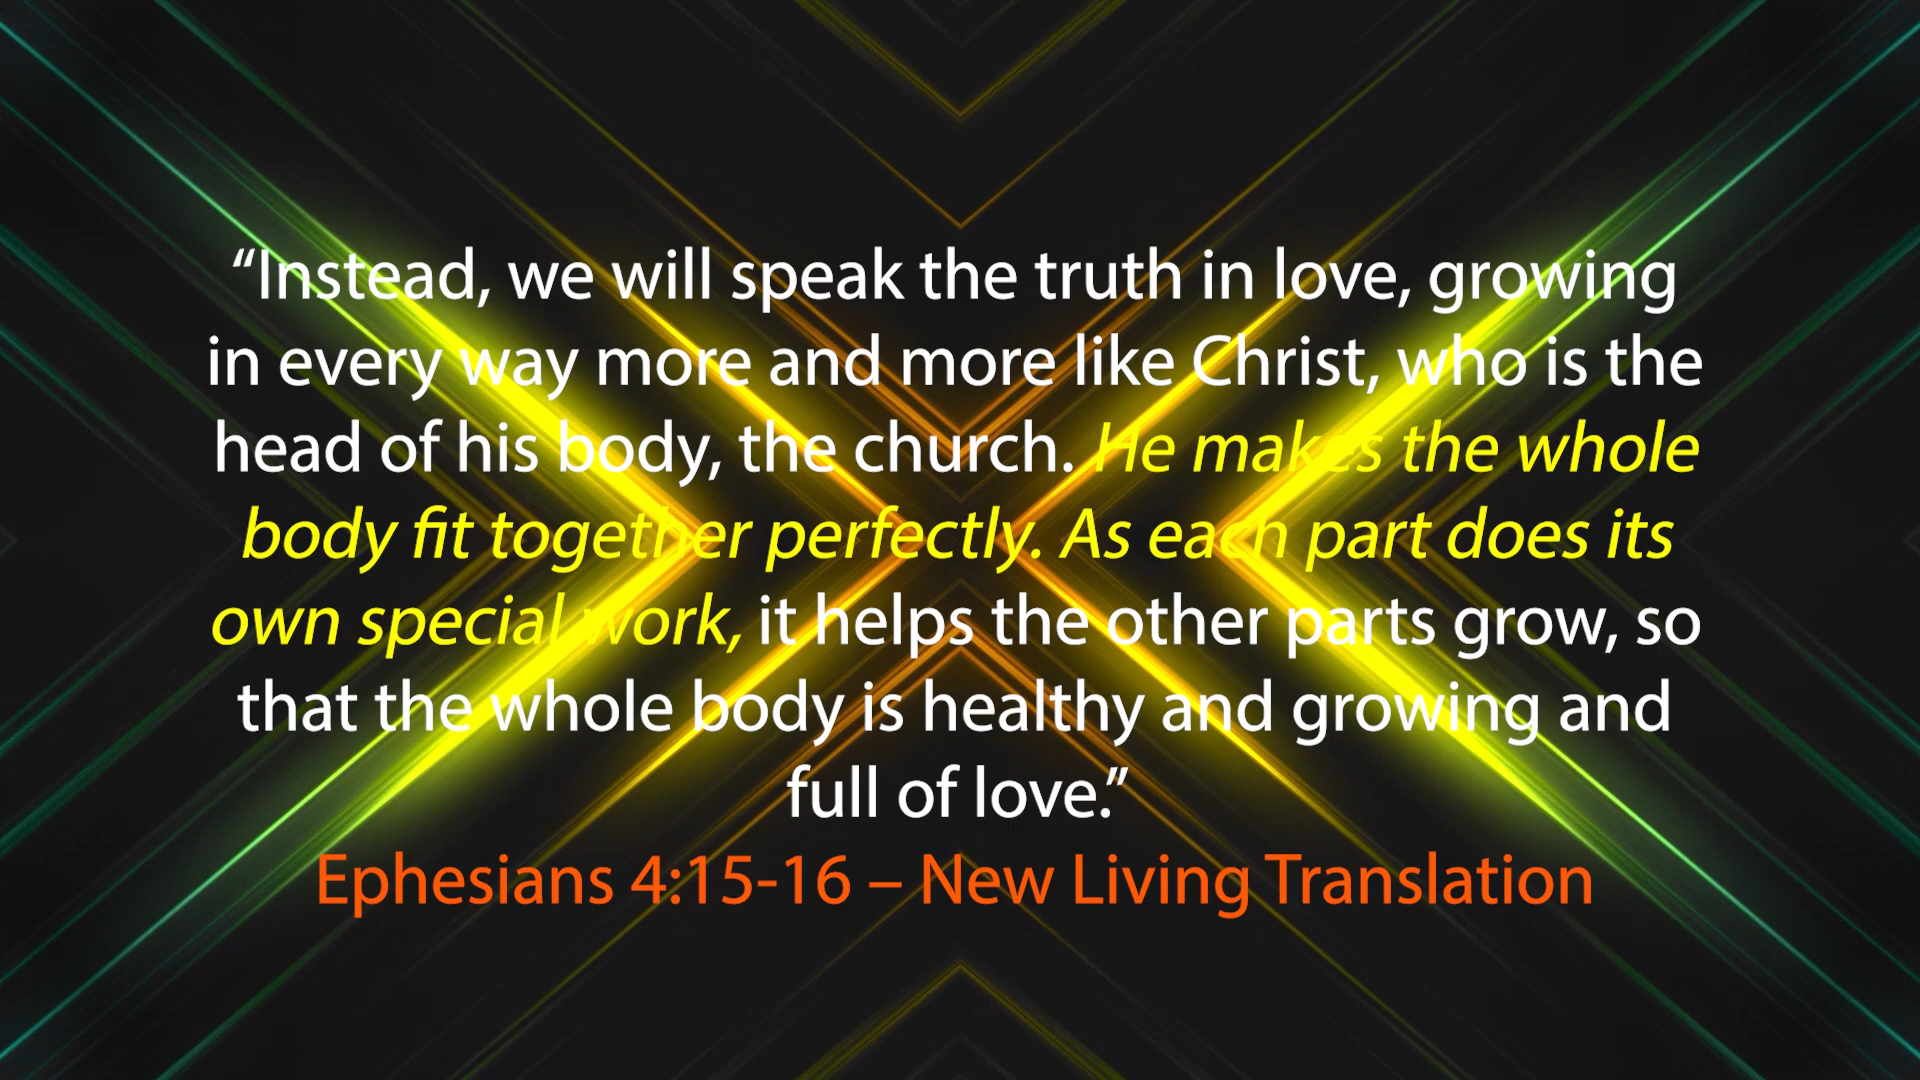 “Instead, we will speak the truth in love, growing
in every way more and more like Christ, who is the
head of his body, the church. He makes the whole
body fit together perfectly. As each part does its
own special work, it helps the other parts grow, so
that the whole body is healthy and growing and
full of love.”
Ephesians 4:15-16 – New Living Translation